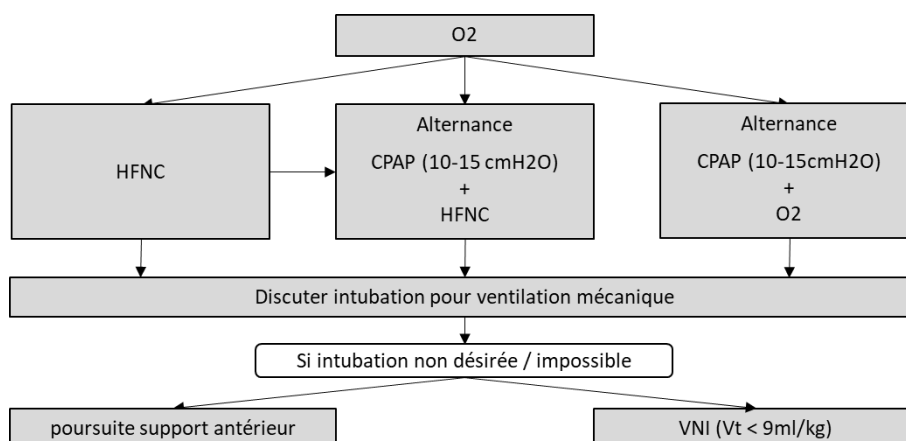 O2
HFNC
Alternance
CPAP (10-15 cmH2O)
+
HFNC
Alternance
CPAP (10-15cmH2O)
+
O2
Discuter intubation pour ventilation mécanique
Si intubation non désirée / impossible
poursuite support antérieur
VNI (Vt < 9ml/kg)